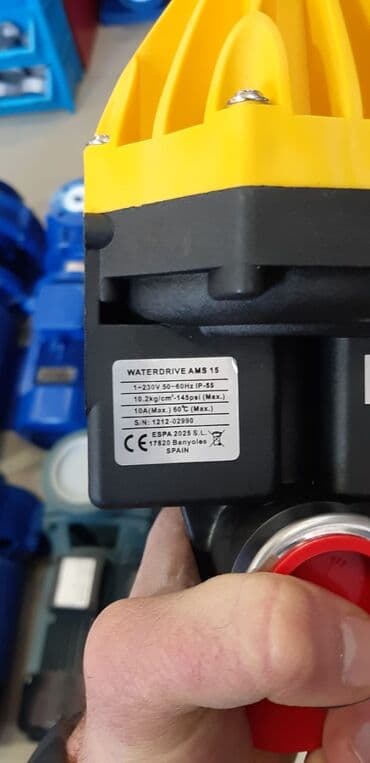 WATERDRIVE AMS 15
1~230V 50-60Hz IP-55
10.2kg/cm²-145psi (Max.)
10A(Max.) 60℃ (Max.)
S/N: 1212-02990
CE ESPA 2025 S.L.
17820 Banyoles
SPAIN